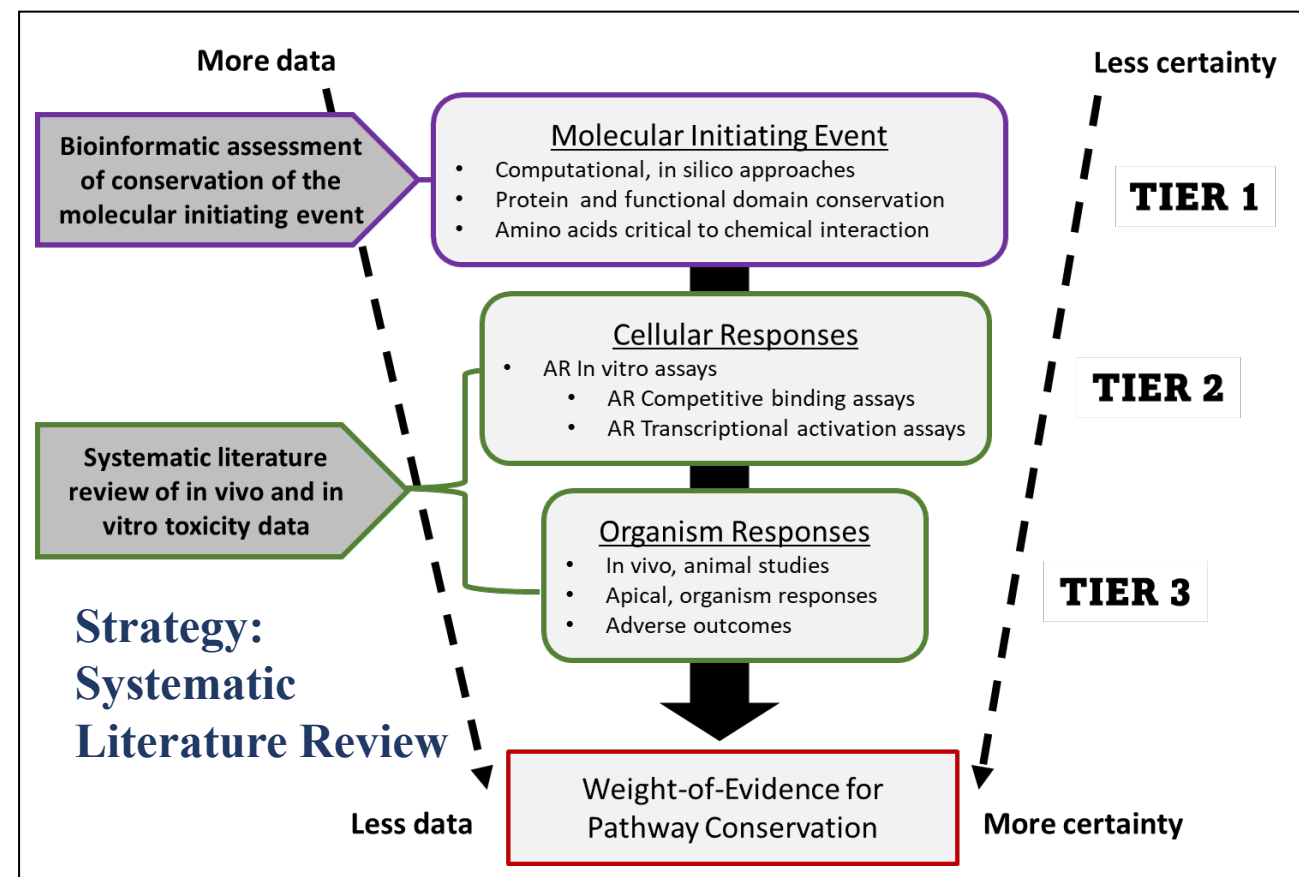 More data
Less certainty
Bioinformatic assessment
of conservation of the
molecular initiating event
Molecular Initiating Event
• Computational, in silico approaches
• Protein and functional domain conservation
• Amino acids critical to chemical interaction
TIER 1
Cellular Responses
• AR In vitro assays
• AR Competitive binding assays
• AR Transcriptional activation assays
TIER 2
Systematic literature
review of in vivo and in
vitro toxicity data
Organism Responses
• In vivo, animal studies
• Apical, organism responses
• Adverse outcomes
TIER 3
Strategy:
Systematic
Literature Review
Weight-of-Evidence for
Pathway Conservation
Less data
More certainty